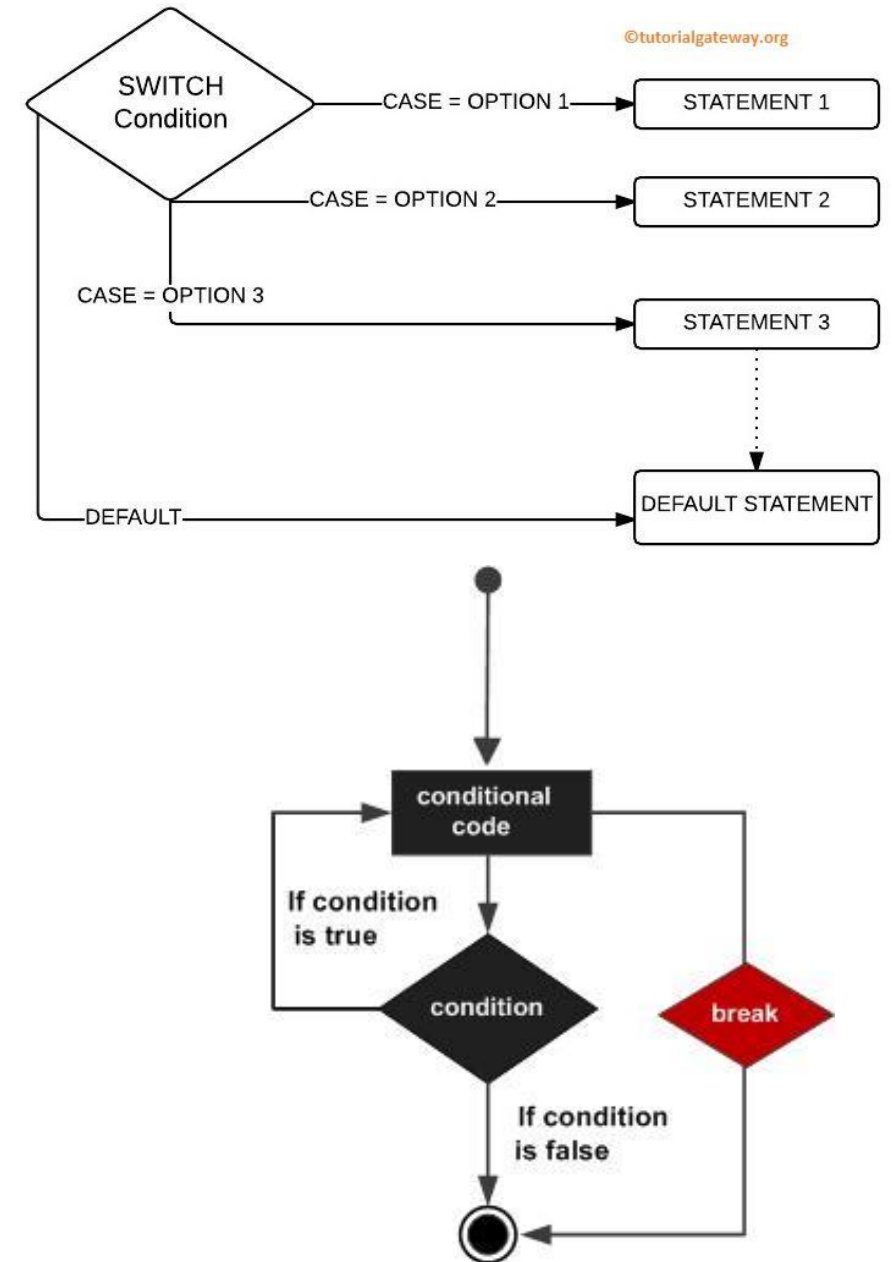 ©tutorialgateway.org
SWITCH
Condition
CASE = OPTION 1
STATEMENT 1
CASE = OPTION 2
STATEMENT 2
CASE = OPTION 3
STATEMENT 3
DEFAULT STATEMENT
DEFAULT
conditional
code
If condition
is true
condition
break
If condition
is false